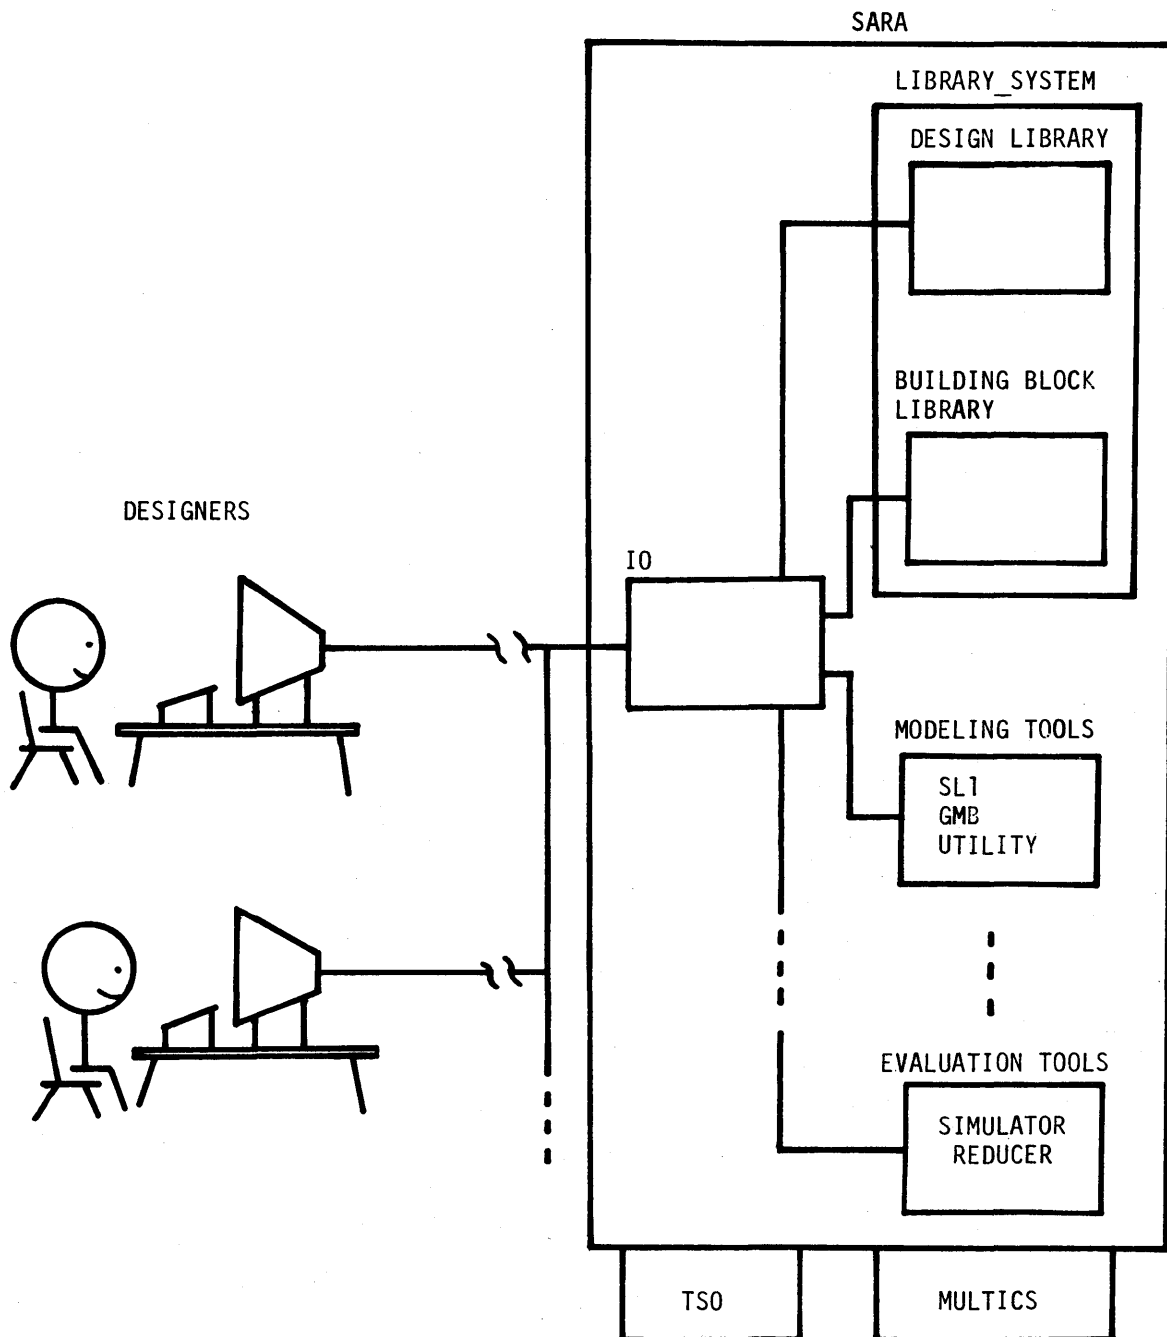 SARA
LIBRARY_SYSTEM
DESIGN LIBRARY
BUILDING BLOCK
LIBRARY
DESIGNERS
IO
MODELING TOOLS
SL1
GMB
UTILITY
EVALUATION TOOLS
SIMULATOR
REDUCER
TSO
MULTICS